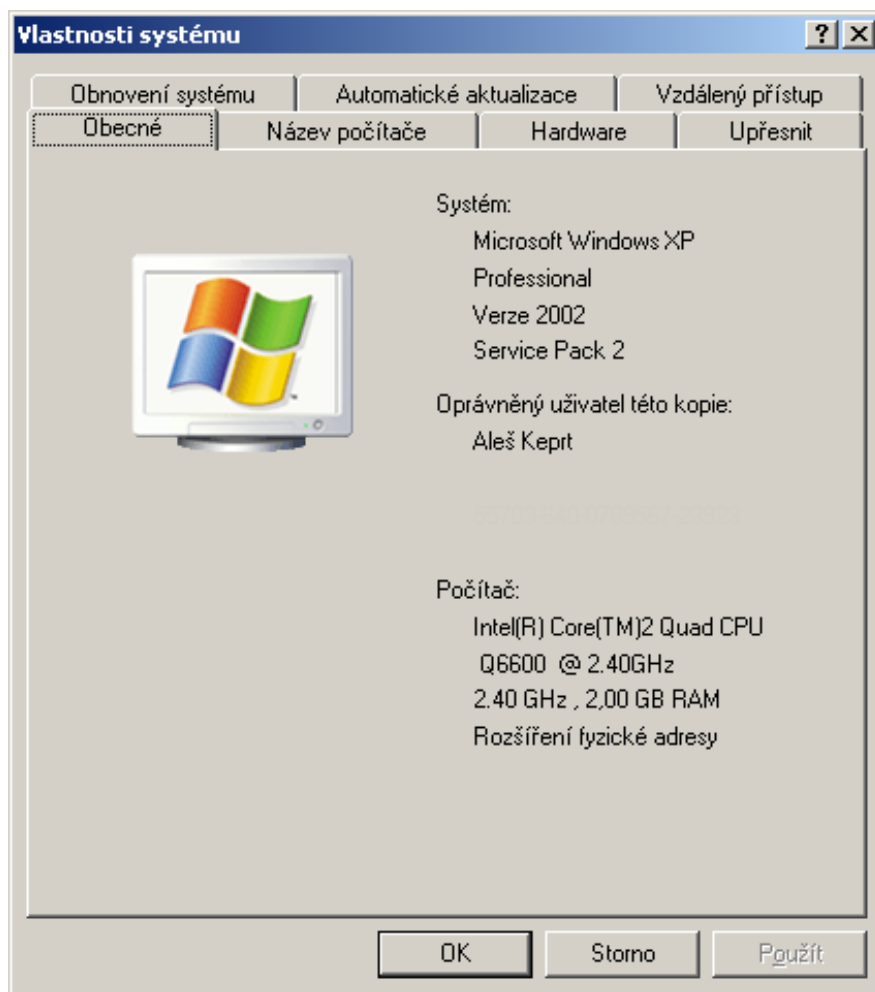 Vlastnosti systému
Obnovení systému
Automatické aktualizace
Vzdálený přístup
Obecné
Název počítače
Hardware
Upřesnit
Systém:
Microsoft Windows XP
Professional
Verze 2002
Service Pack 2
Oprávněný uživatel této kopie:
Aleš Keprt
Počítač:
Intel(R) Core(TM)2 Quad CPU
Q6600 @ 2.40GHz
2.40 GHz , 2,00 GB RAM
Rozšíření fyzické adresy
OK
Storno
Použít